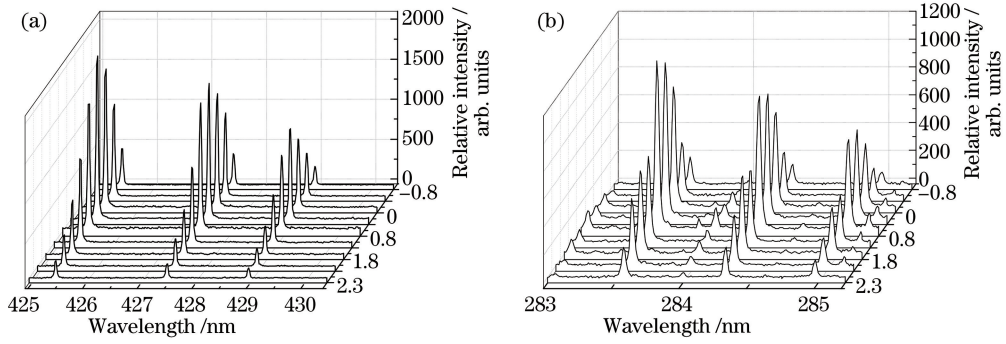 (a)
2000
1500
1000
500
0
Relative intensity /
arb. units
−0.8
0
0.8
1.8
2.3
425 426 427 428 429 430
Wavelength /nm
(b)
1200
1000
800
600
400
200
0
Relative intensity /
arb. units
−0.8
0
0.8
1.8
2.3
283 284 285
Wavelength /nm